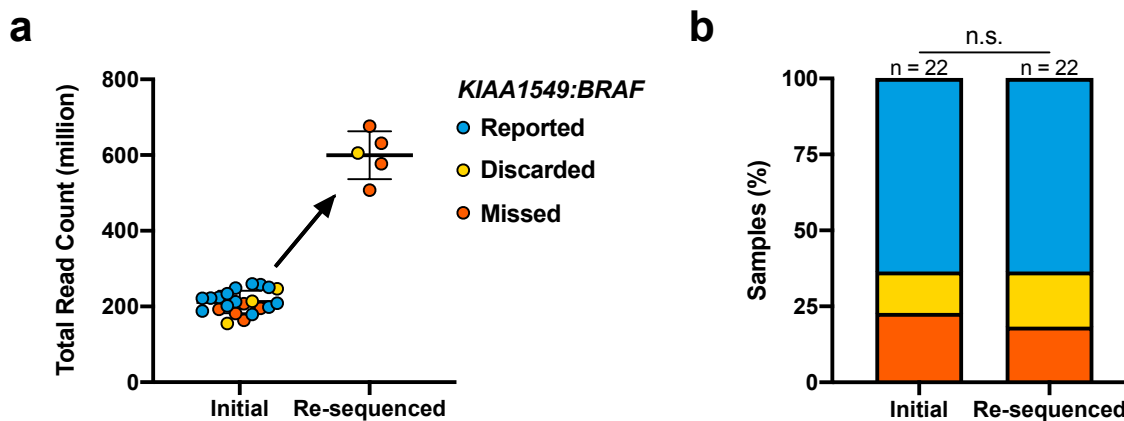 a
Total Read Count (million)
800
600
400
200
0
Initial
Re-sequenced
KIAA1549:BRAF
Reported
Discarded
Missed
b
n.s.
n = 22
n = 22
Samples (%)
100
75
50
25
0
Initial
Re-sequenced